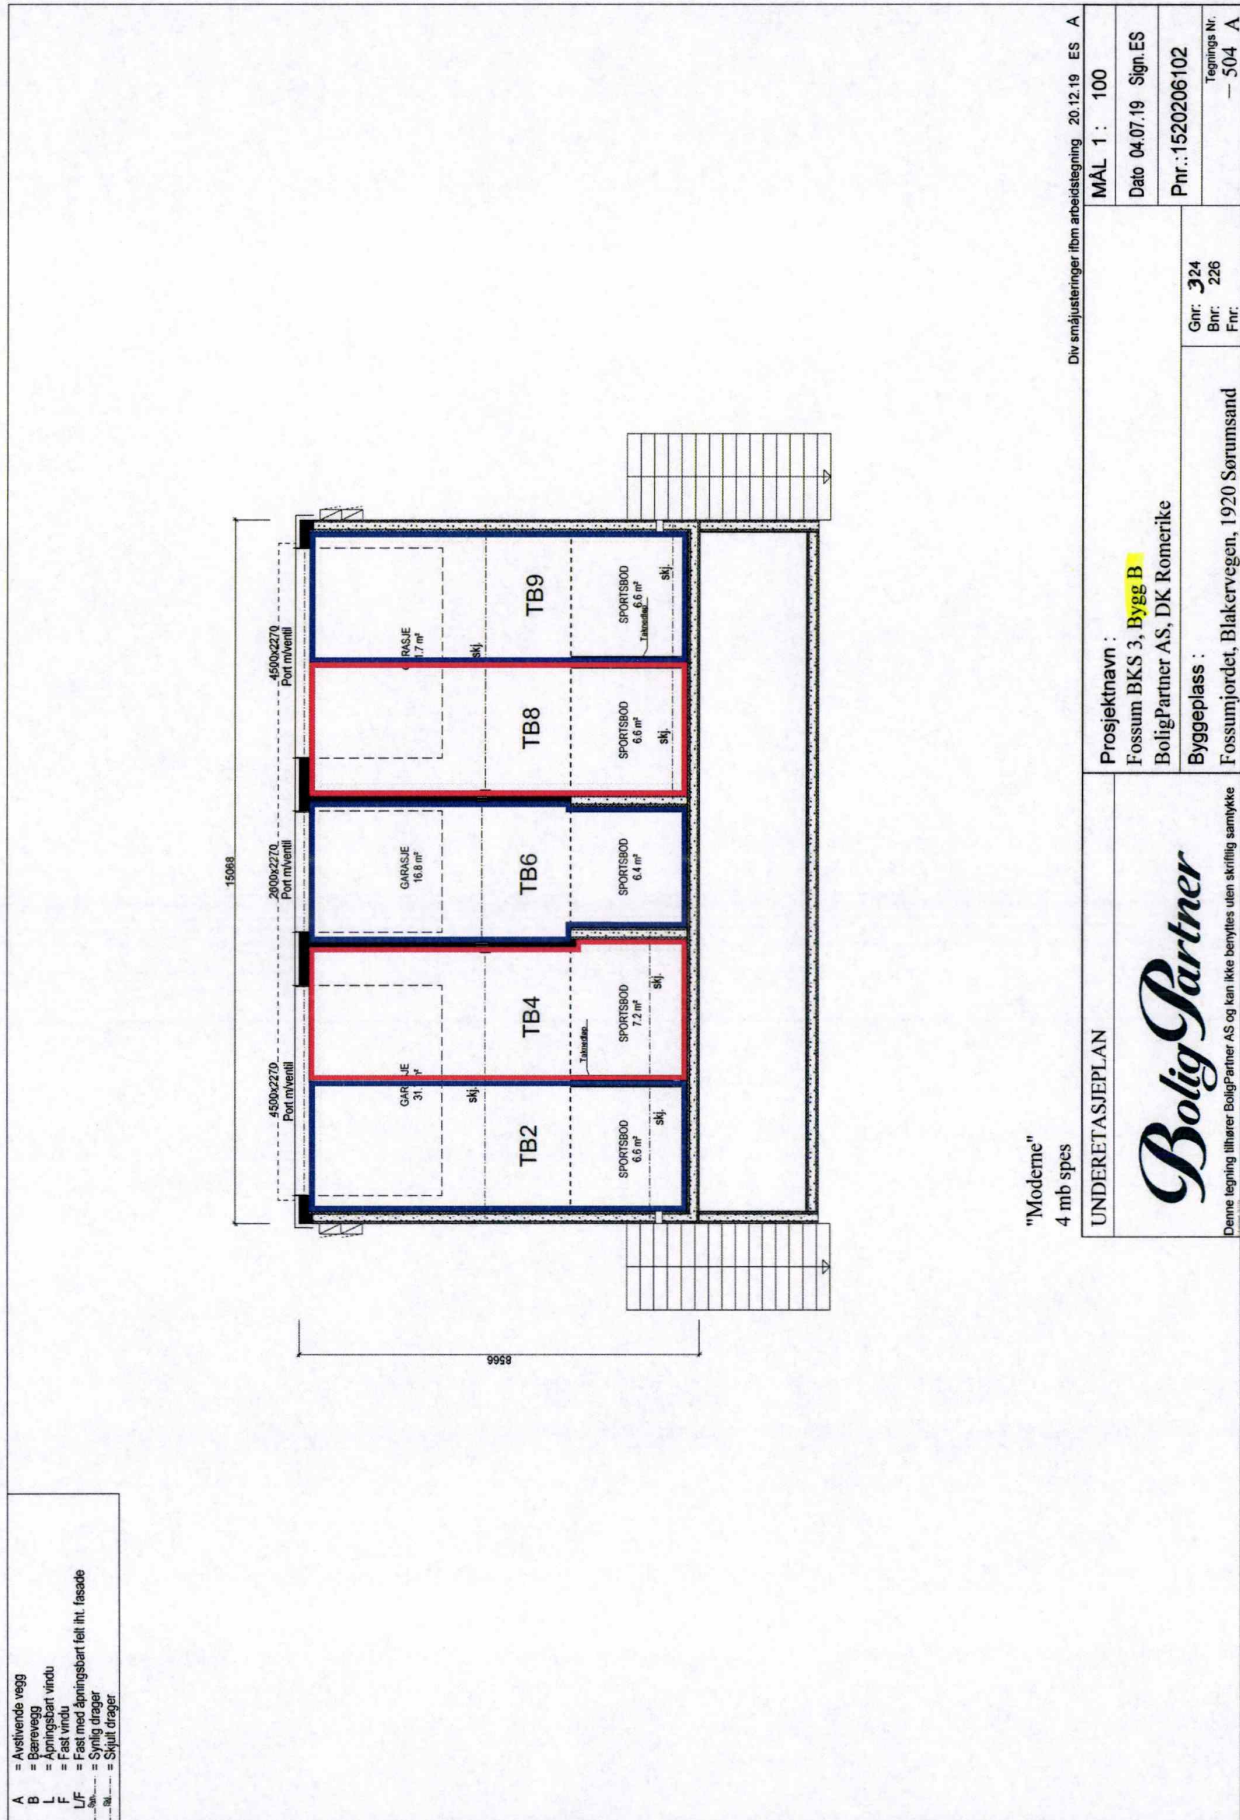 A = Avstivende vegg
B = Bærevegg
L = Åpningsbart vindu
F = Fast vindu
L/F = Fast med åpningsbart felt iht. fasade
= Synlig drager
= Skjult drager
15068
4500x2270
Port m/ventil
2800x2270
Port m/ventil
4500x2270
Port m/ventil
8566
GARASJE
16.8 m²
skj.
skj.
TB2
TB4
TB6
TB8
TB9
Taknedløp
Taknedløp
SPORTSBOD
6.6 m²
SPORTSBOD
7.2 m²
SPORTSBOD
6.4 m²
SPORTSBOD
6.6 m²
SPORTSBOD
6.6 m²
skj.
skj.
skj.
skj.
"Moderne"
4 mb spes
Div småjusteringer ifbm arbeidstegning 20.12.19 ES A
UNDERETASJEPLAN
BoligPartner
Denne tegning tilhører BoligPartner AS og kan ikke benyttes uten skriftlig samtykke
Prosjektnavn :
Fossum BKS 3, Bygg B
BoligPartner AS, DK Romerike
Byggeplass :
Fossumjordet, Blakervegen, 1920 Sørumsand
Gnr: 324
Bnr: 226
Fnr:
MÅL 1 : 100
Dato 04.07.19 Sign.ES
Pnr.:15202061​02
Tegnings Nr.
– 504 A